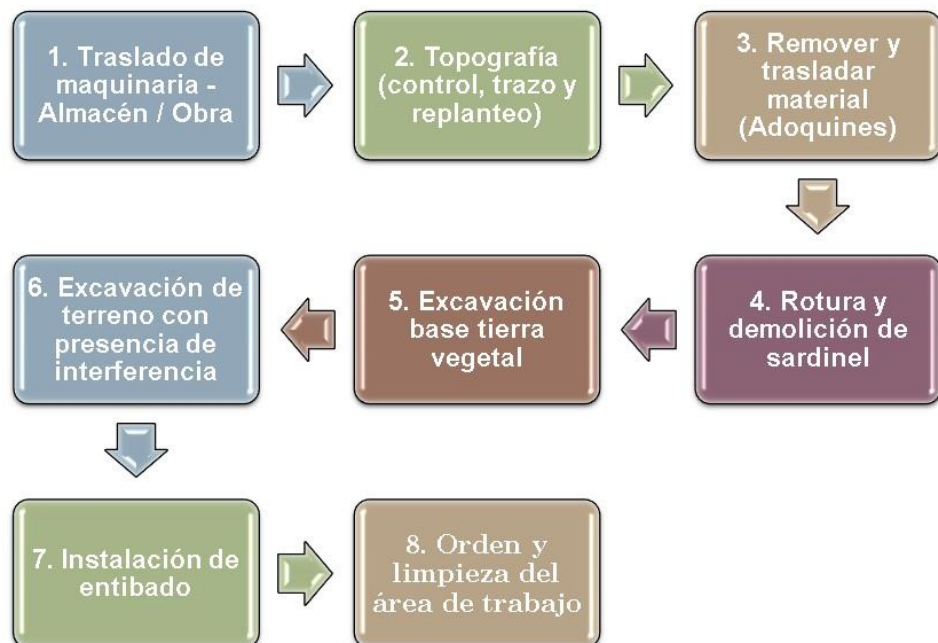 1. Traslado de
maquinaria -
Almacén / Obra
2. Topografía
(control, trazo y
replanteo)
3. Remover y
trasladar
material
(Adoquines)
4. Rotura y
demolición de
sardinel
5. Excavación
base tierra
vegetal
6. Excavación de
terreno con
presencia de
interferencia
7. Instalación de
entibado
8. Orden y
limpieza del
área de trabajo